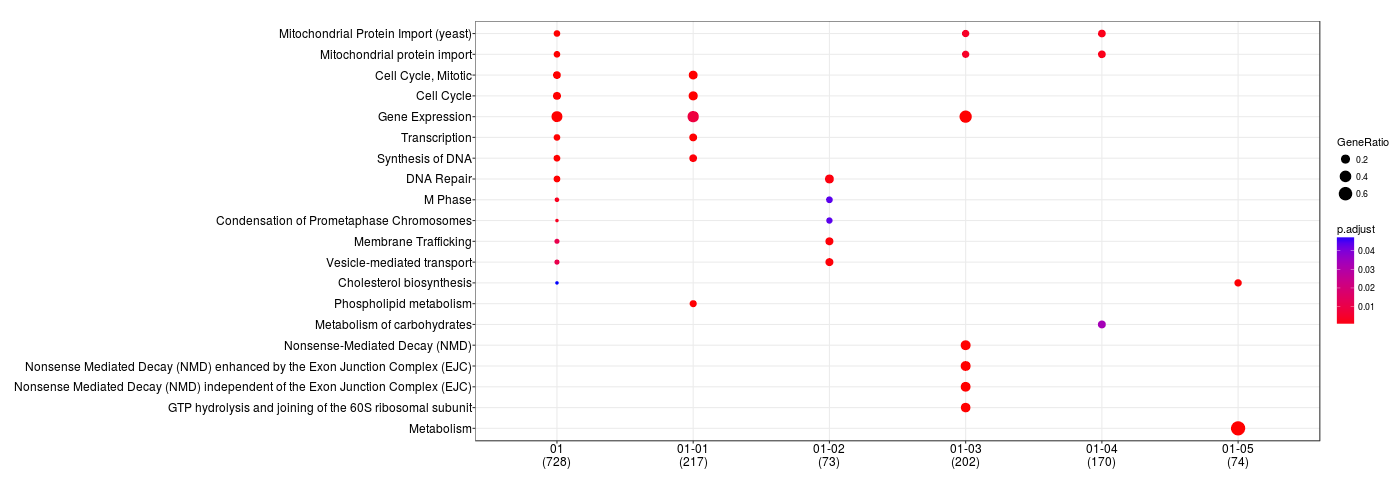 Mitochondrial Protein Import (yeast)
Mitochondrial protein import
Cell Cycle, Mitotic
Cell Cycle
Gene Expression
Transcription
Synthesis of DNA
DNA Repair
M Phase
Condensation of Prometaphase Chromosomes
Membrane Trafficking
Vesicle-mediated transport
Cholesterol biosynthesis
Phospholipid metabolism
Metabolism of carbohydrates
Nonsense-Mediated Decay (NMD)
Nonsense Mediated Decay (NMD) enhanced by the Exon Junction Complex (EJC)
Nonsense Mediated Decay (NMD) independent of the Exon Junction Complex (EJC)
GTP hydrolysis and joining of the 60S ribosomal subunit
Metabolism
01 01-01 01-02 01-03 01-04 01-05
(728) (217) (73) (202) (170) (74)
GeneRatio
0.2
0.4
0.6
p.adjust
0.04
0.03
0.02
0.01